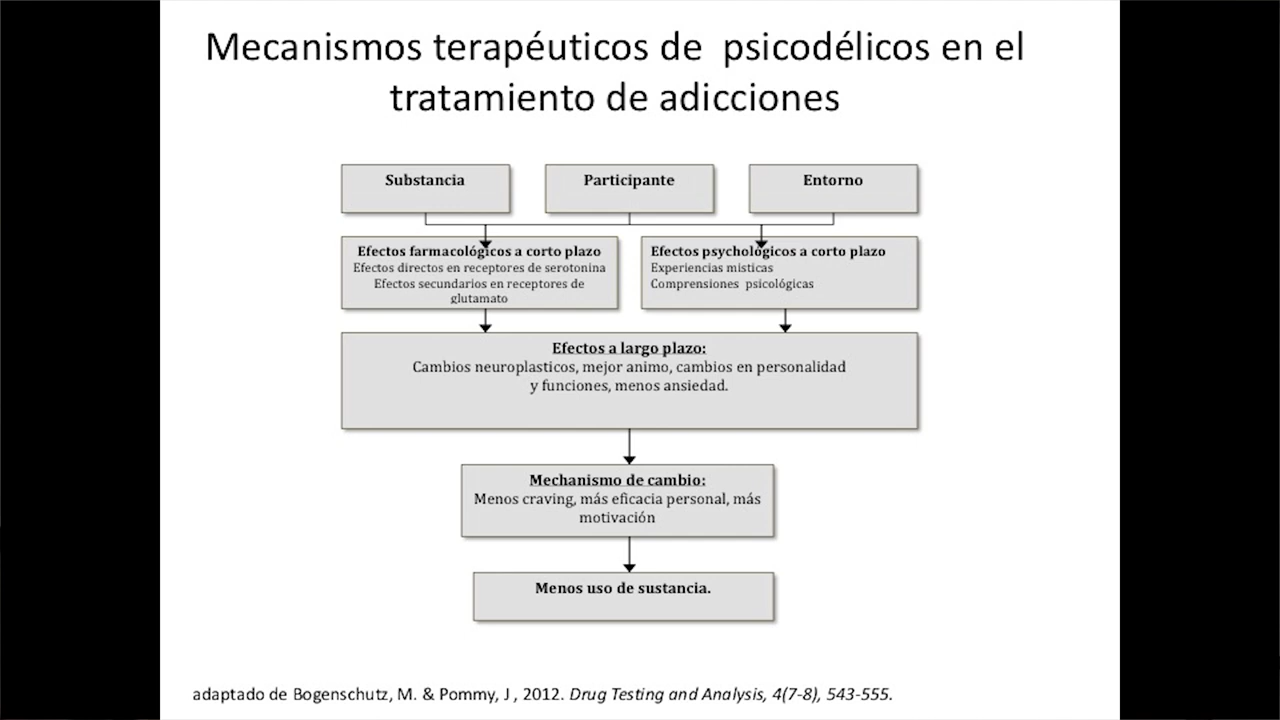 Mecanismos terapéuticos de psicodélicos en el
tratamiento de adicciones
Substancia
Participante
Entorno
Efectos farmacológicos a corto plazo
Efectos directos en receptores de serotonina
Efectos secundarios en receptores de
glutamato
Efectos psychológicos a corto plazo
Experiencias misticas
Comprensiones psicológicas
Efectos a largo plazo:
Cambios neuroplasticos, mejor animo, cambios en personalidad
y funciones, menos ansiedad.
Mechanismo de cambio:
Menos craving, más eficacia personal, más
motivación
Menos uso de sustancia.
adaptado de Bogenschutz, M. & Pommy, J , 2012. Drug Testing and Analysis, 4(7-8), 543-555.